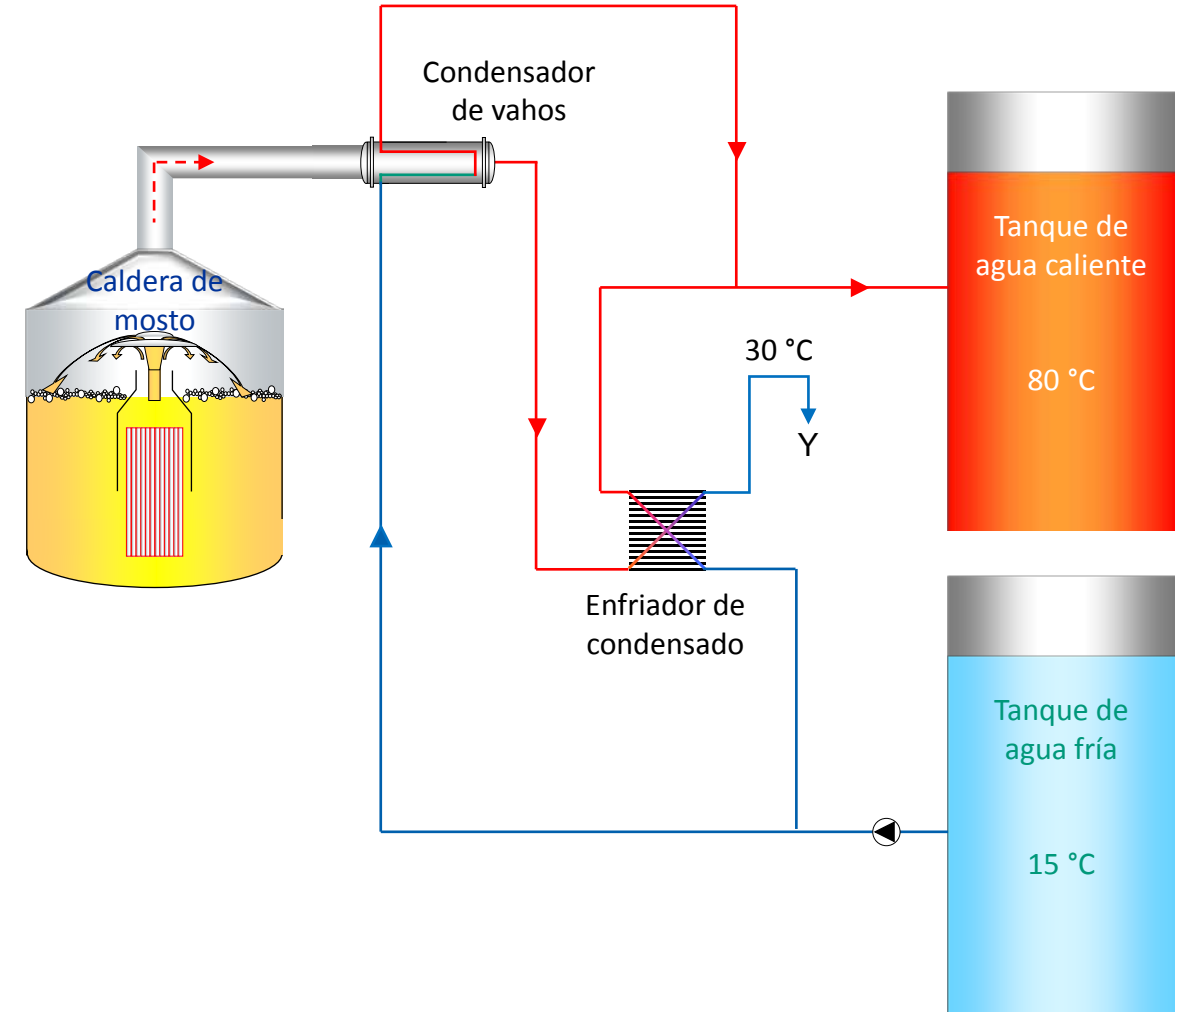 Condensador
de vahos
Caldera de
mosto
Tanque de
agua caliente
80 °C
30 °C
Y
Enfriador de
condensado
Tanque de
agua fría
15 °C